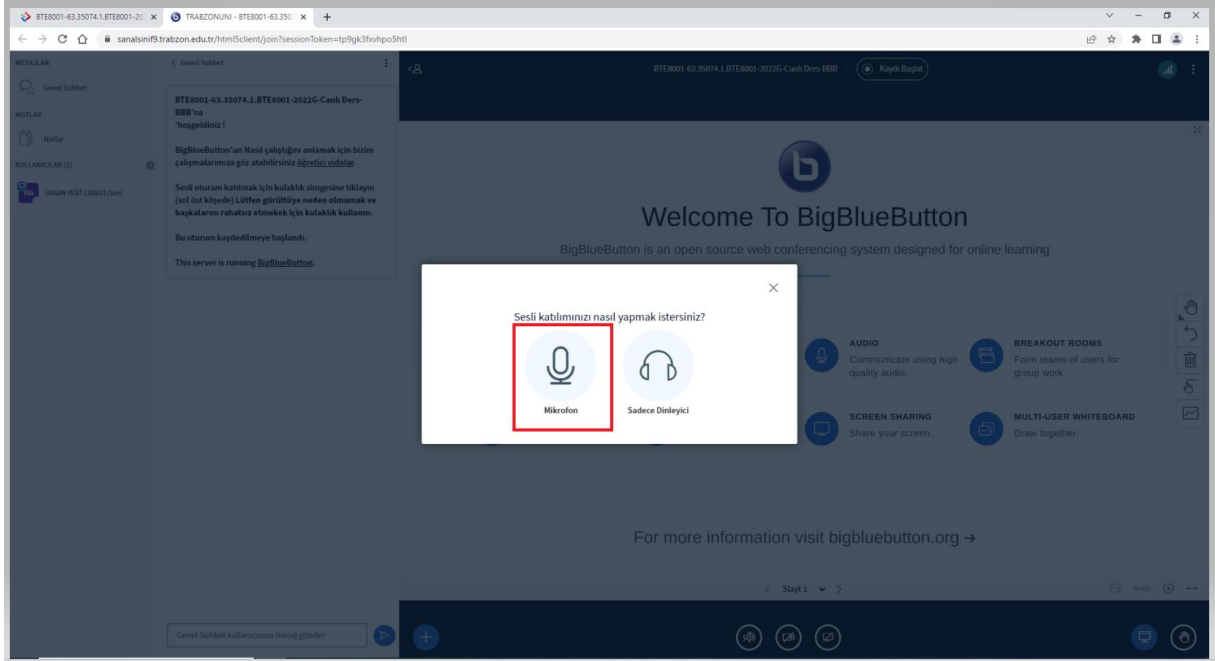 BTE8001-63.35074.1.BTE8001-20
TRABZONUNI - BTE8001-63.350
sanalsinif9.trabzon.edu.tr/html5client/join?sessionToken=tp9gk3fxvhpo5htl
MESAJLAR
Genel Sohbet
NOTLAR
Notlar
KULLANICILAR (1)
Ha
HASAN YİĞİT CEBECİ (Sen)
Genel Sohbet
BTE8001-63.35074.1.BTE8001-2022G-Canlı Ders-
BBB'na
'hoşgeldiniz !
BigBlueButton'un Nasıl çalıştığını anlamak için bizim
çalışmalarımıza göz atabilirsiniz öğretici vidolar.
Sesli oturam katılmak için kulaklık simgesine tıklayın
(sol üst köşede) Lütfen gürültüye neden olmamak ve
başkalarını rahatsız etmekek için kulaklık kullanın.
Bu oturum kaydedilmeye başlandı.
This server is running BigBlueButton.
Genel Sohbet kullanıcısına mesaj gönder
BTE8001-63.35074.1.BTE8001-2022G-Canlı Ders-BBB
Kaydı Başlat
b
Welcome To BigBlueButton
BigBlueButton is an open source web conferencing system designed for online learning
Sesli katılımınızı nasıl yapmak istersiniz?
Mikrofon
Sadece Dinleyici
AUDIO
Communicate using high
quality audio.
BREAKOUT ROOMS
Form teams of users for
group work.
SCREEN SHARING
Share your screen.
MULTI-USER WHITEBOARD
Draw together.
For more information visit bigbluebutton.org →
Slayt 1